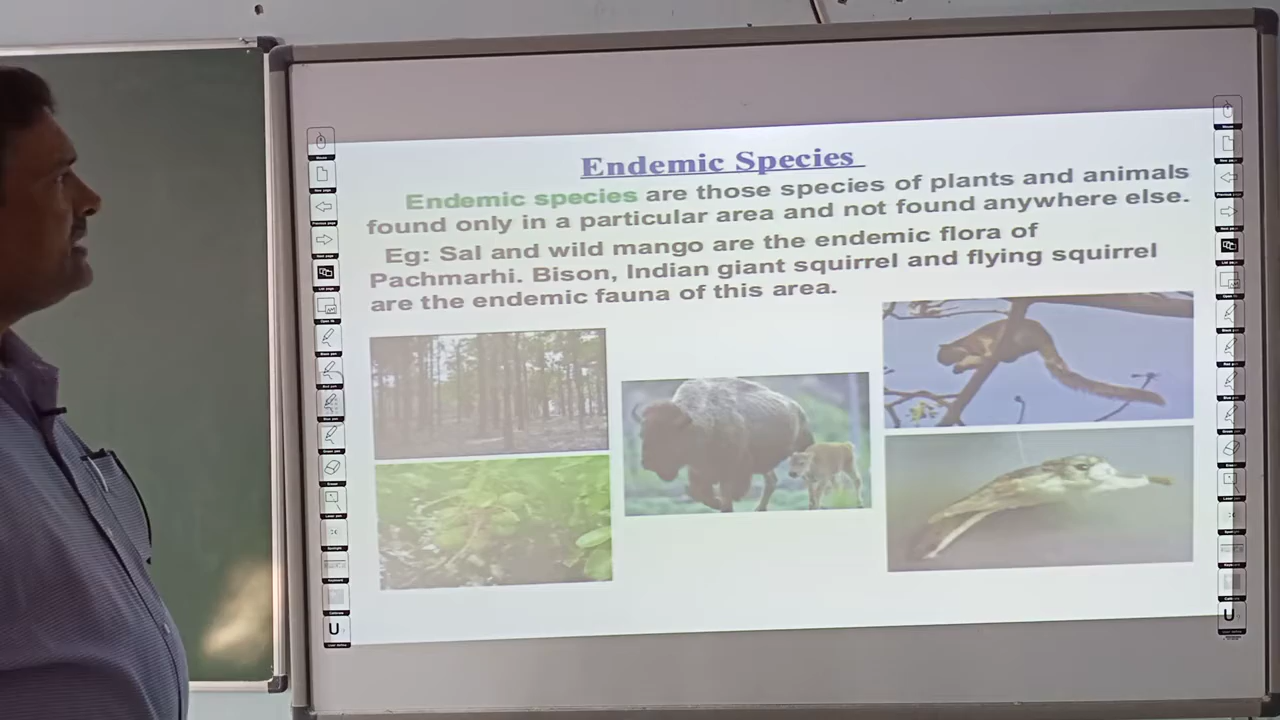 Endemic Species
Endemic species are those species of plants and animals
found only in a particular area and not found anywhere else.
Eg: Sal and wild mango are the endemic flora of
Pachmarhi. Bison, Indian giant squirrel and flying squirrel
are the endemic fauna of this area.